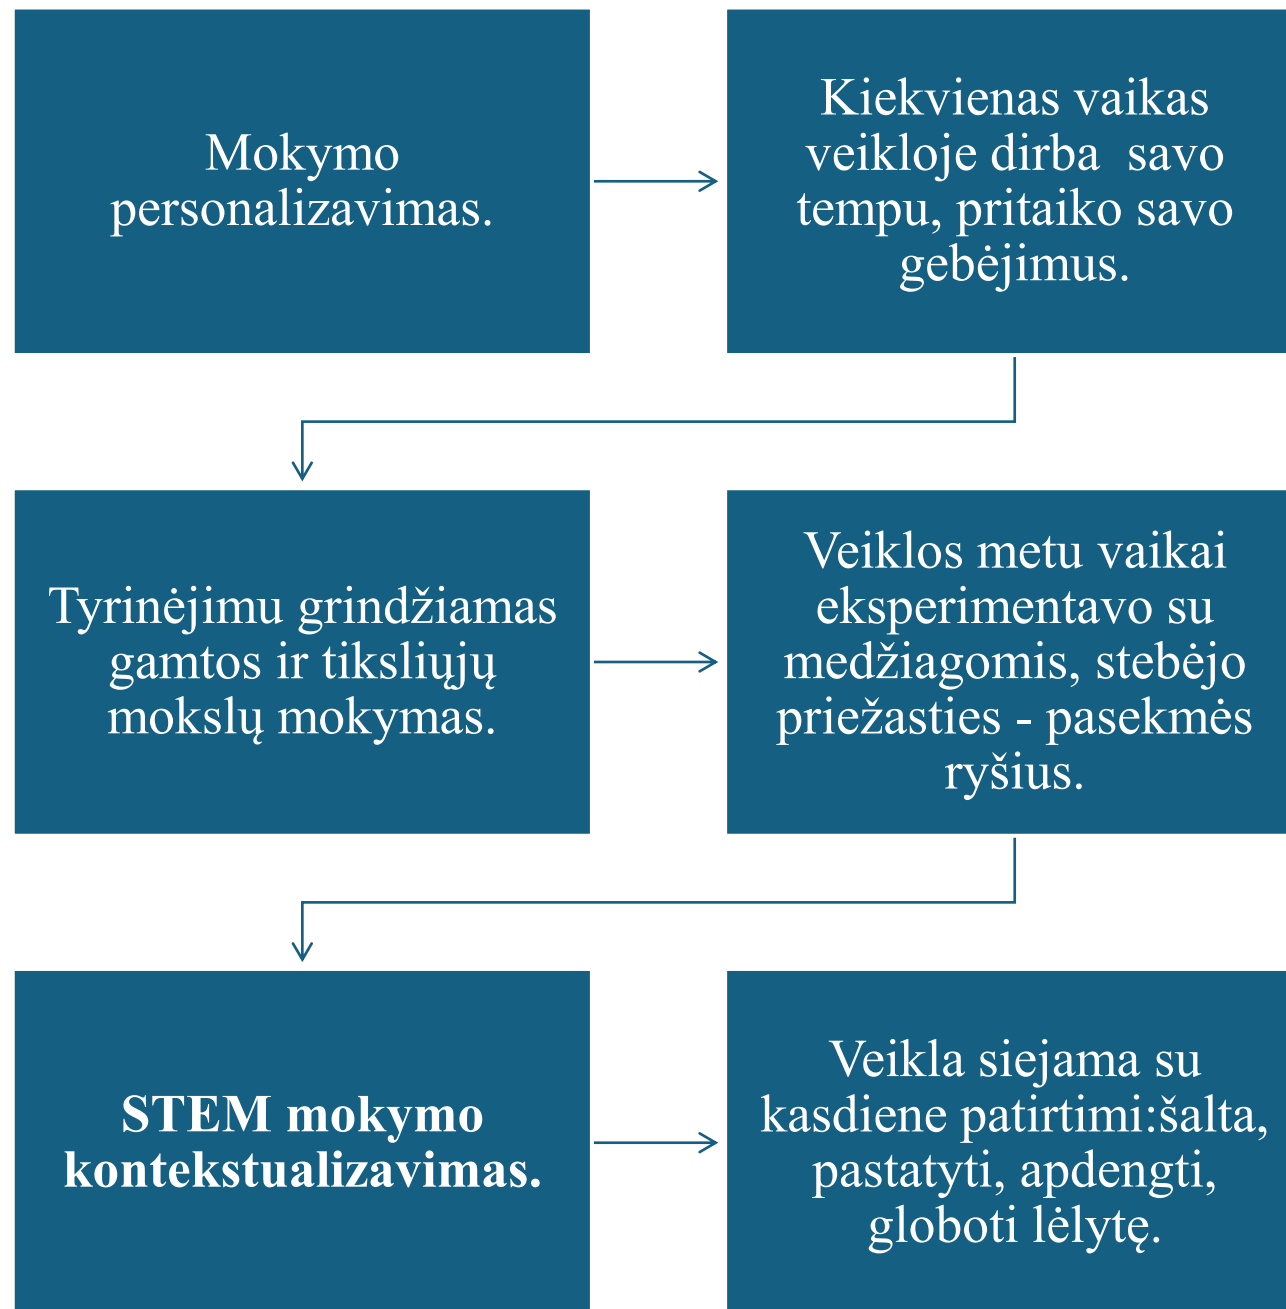 Mokymo
personalizavimas.
Kiekvienas vaikas
veikloje dirba  savo
tempu, pritaiko savo
gebėjimus.
Tyrinėjimu grindžiamas
gamtos ir tiksliųjų
mokslų mokymas.
Veiklos metu vaikai
eksperimentavo su
medžiagomis, stebėjo
priežasties - pasekmės
ryšius.
STEM mokymo
kontekstualizavimas.
Veikla siejama su
kasdiene patirtimi:šalta,
pastatyti, apdengti,
globoti lėlytę.